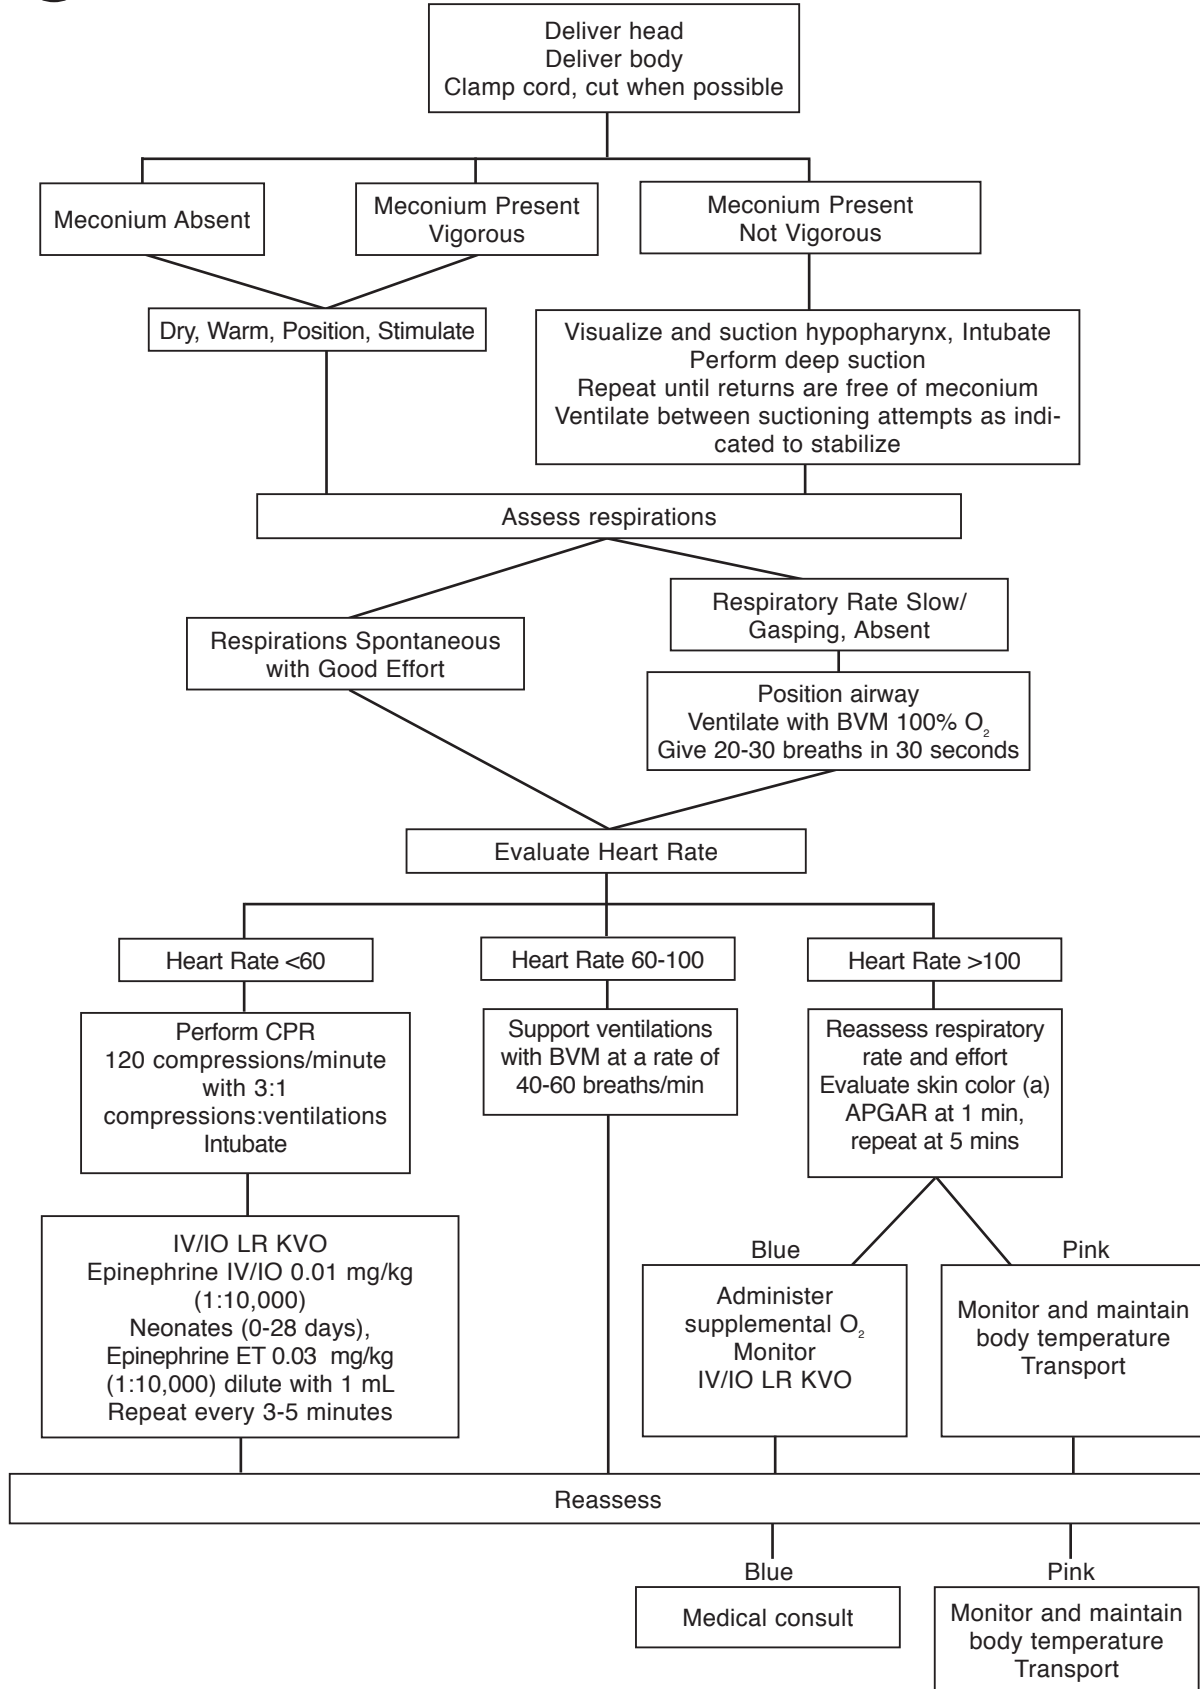 Deliver head
Deliver body
Clamp cord, cut when possible
Meconium Absent
Meconium Present
Vigorous
Meconium Present
Not Vigorous
Dry, Warm, Position, Stimulate
Visualize and suction hypopharynx, Intubate
Perform deep suction
Repeat until returns are free of meconium
Ventilate between suctioning attempts as indi-
cated to stabilize
Assess respirations
Respirations Spontaneous
with Good Effort
Respiratory Rate Slow/
Gasping, Absent
Position airway
Ventilate with BVM 100% O₂
Give 20-30 breaths in 30 seconds
Evaluate Heart Rate
Heart Rate <60
Heart Rate 60-100
Heart Rate >100
Perform CPR
120 compressions/minute
with 3:1
compressions:ventilations
Intubate
Support ventilations
with BVM at a rate of
40-60 breaths/min
Reassess respiratory
rate and effort
Evaluate skin color (a)
APGAR at 1 min,
repeat at 5 mins
IV/IO LR KVO
Epinephrine IV/IO 0.01 mg/kg
(1:10,000)
Neonates (0-28 days),
Epinephrine ET 0.03 mg/kg
(1:10,000) dilute with 1 mL
Repeat every 3-5 minutes
Blue
Administer
supplemental O₂
Monitor
IV/IO LR KVO
Pink
Monitor and maintain
body temperature
Transport
Reassess
Blue
Medical consult
Pink
Monitor and maintain
body temperature
Transport